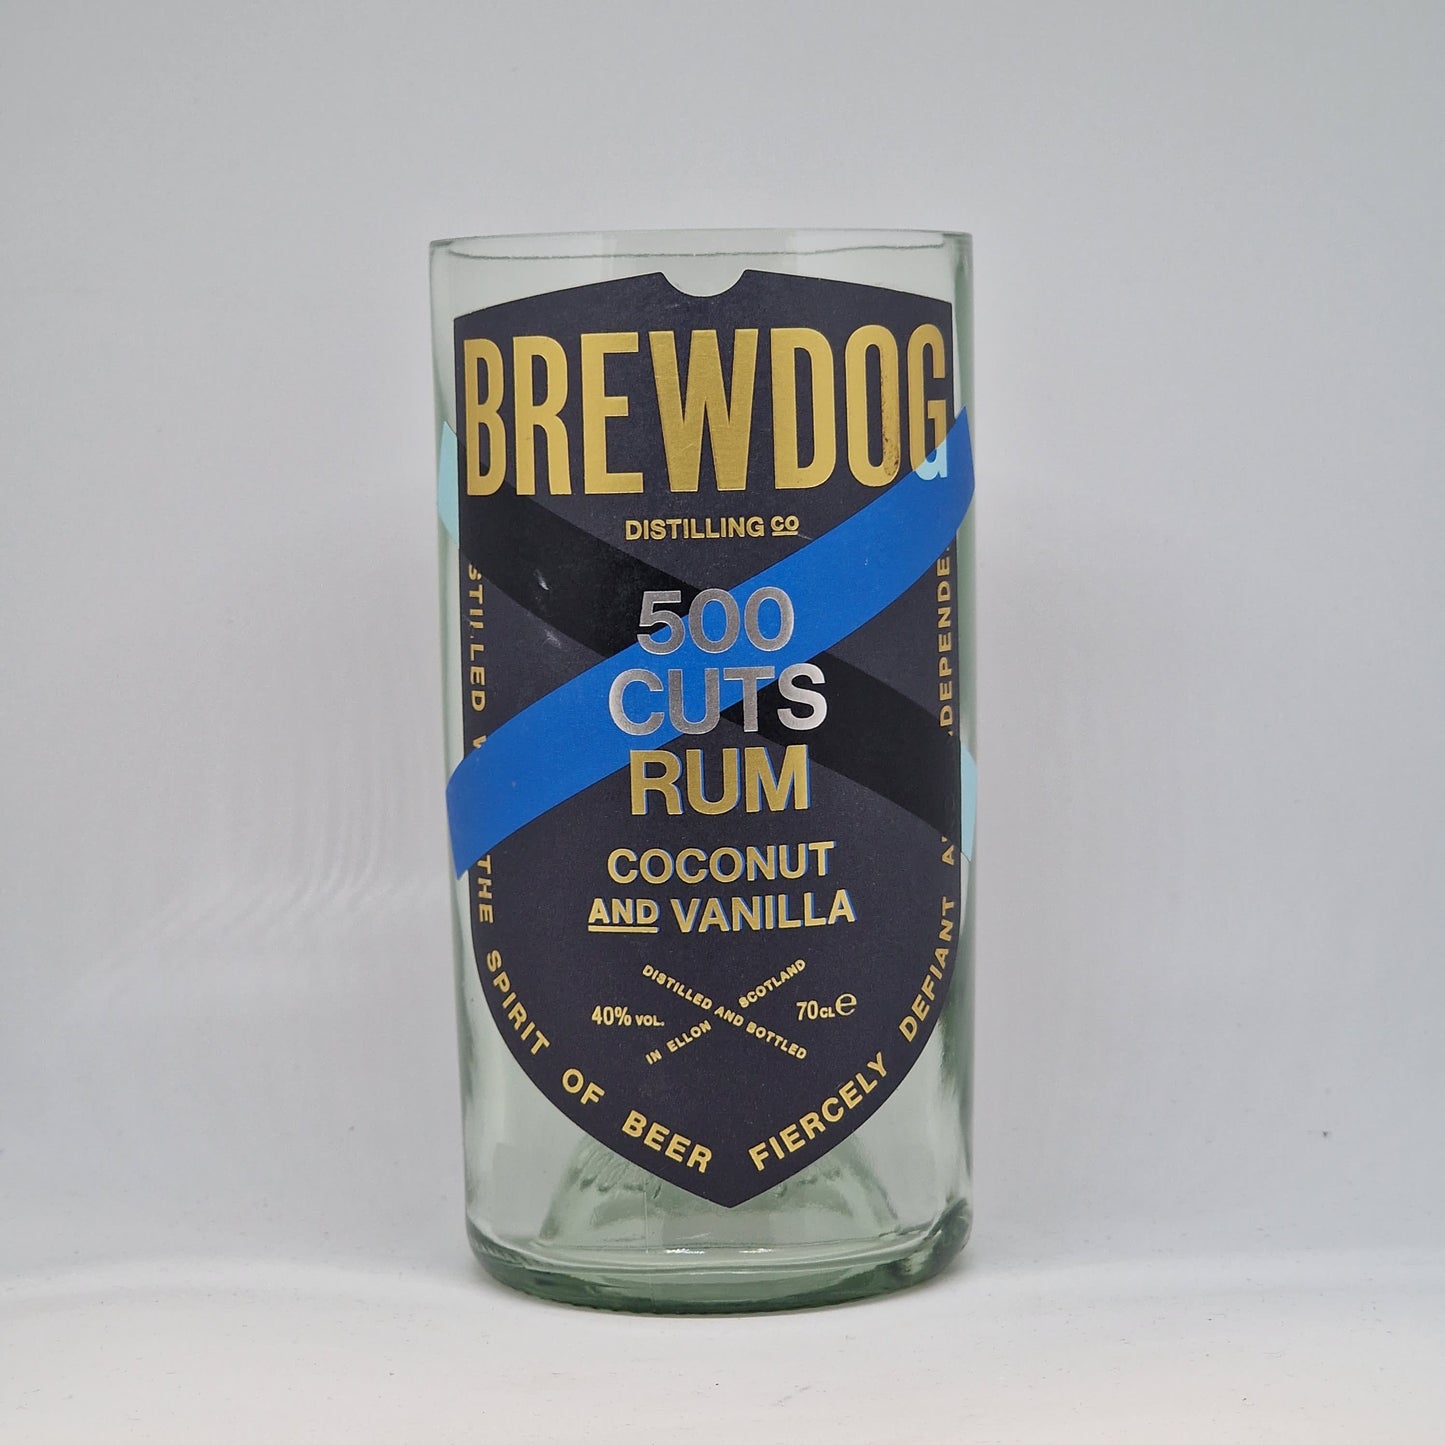 BREWDOG
DISTILLING CO
500
CUTS
RUM
COCONUT
AND VANILLA
DISTILLED AND BOTTLED
IN ELLON SCOTLAND
40% VOL.
70CL e
THE SPIRIT OF BEER
FIERCELY DEFIANT